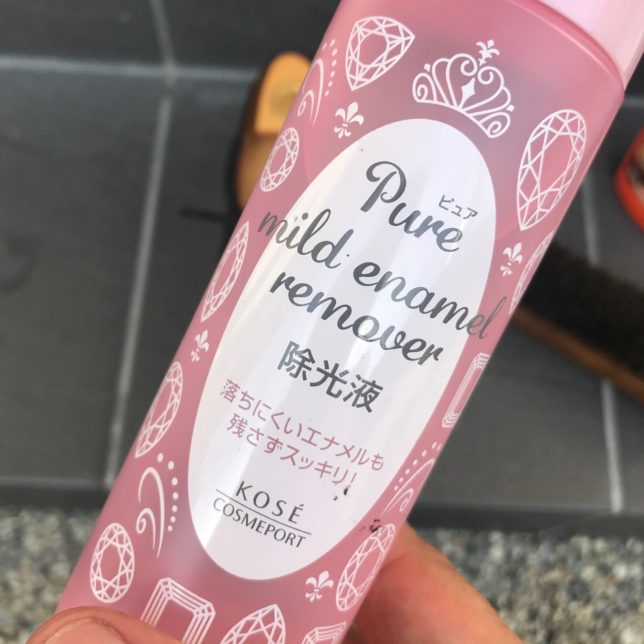 Pure
ピュア
mild enamel
remover
除光液
落ちにくいエナメルも
残さずスッキリ!
KOSÉ
COSMEPORT